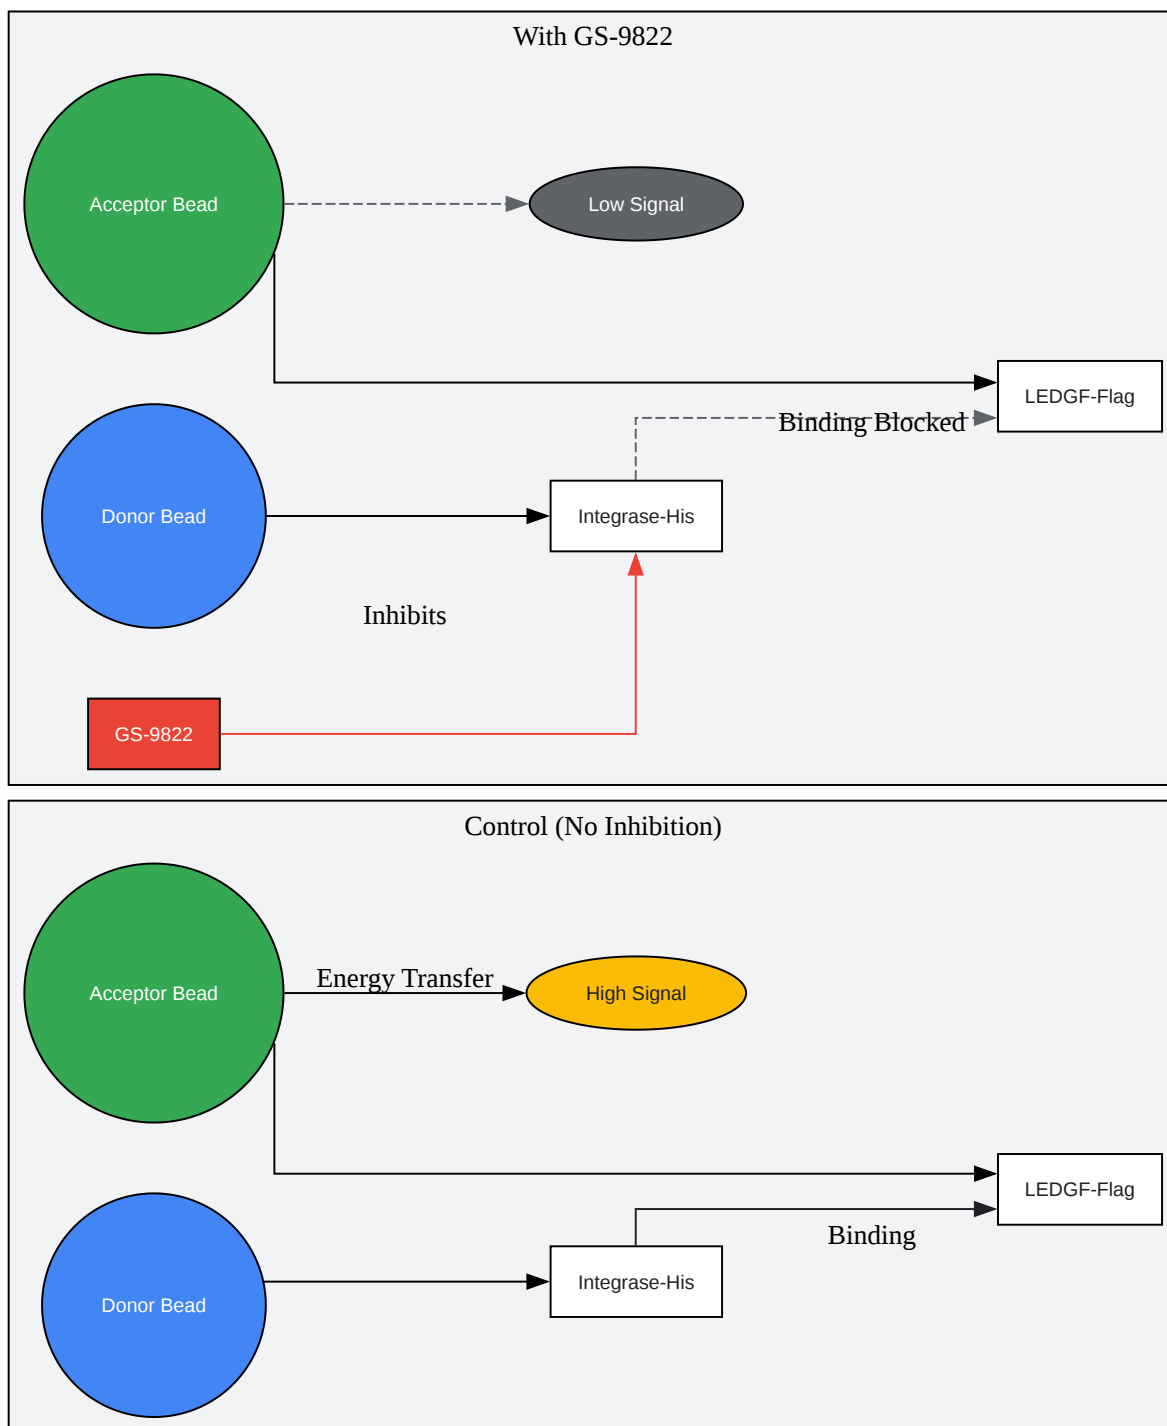 With GS-9822
Acceptor Bead
Low Signal
LEDGF-Flag
Binding Blocked
Donor Bead
Integrase-His
Inhibits
GS-9822
Control (No Inhibition)
Acceptor Bead
Energy Transfer
High Signal
LEDGF-Flag
Binding
Donor Bead
Integrase-His